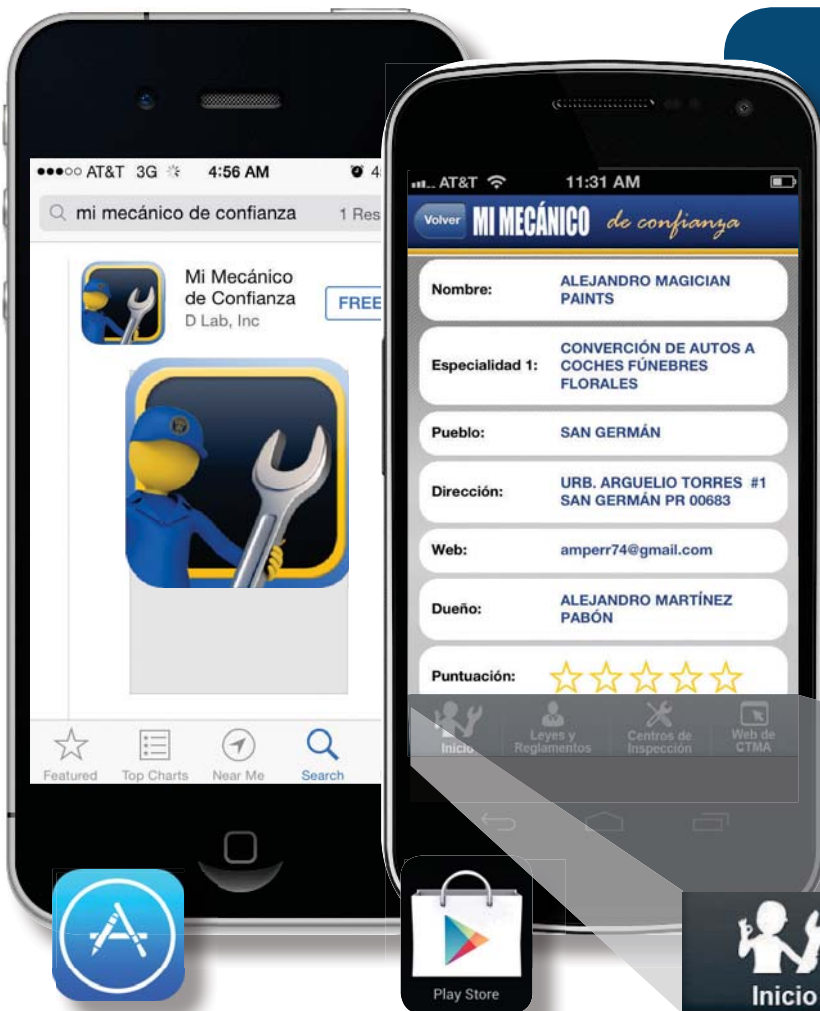 AT&T 3G 4:56 AM 4
mi mecánico de confianza 1 Res
Mi Mecánico
de Confianza
D Lab, Inc
FREE
Featured Top Charts Near Me Search
AT&T 11:31 AM
Volver MI MECÁNICO de confianza
Nombre: ALEJANDRO MAGICIAN
PAINTS
Especialidad 1: CONVERCIÓN DE AUTOS A
COCHES FÚNEBRES
FLORALES
Pueblo: SAN GERMÁN
Dirección: URB. ARGUELIO TORRES #1
SAN GERMÁN PR 00683
Web: amperr74@gmail.com
Dueño: ALEJANDRO MARTÍNEZ
PABÓN
Puntuación:
Inicio
Leyes y
Reglamentos
Centros de
Inspección
Web de
CTMA
Play Store
Inicio